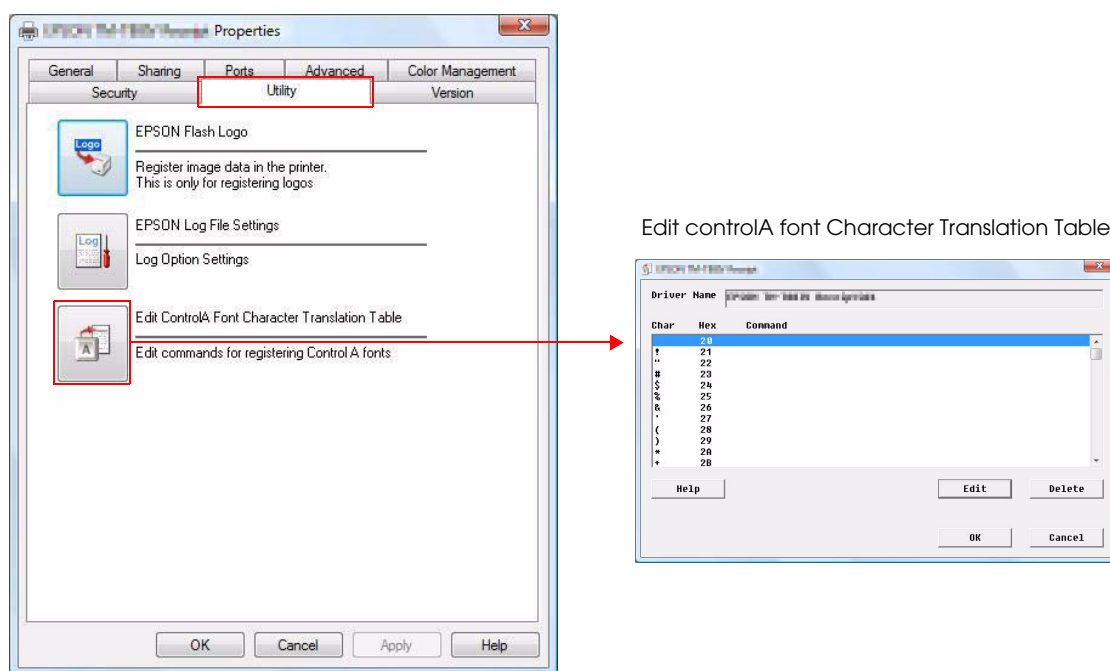 Properties
General Sharing Ports Advanced Color Management
Security Utility Version
EPSON Flash Logo
Logo
Register image data in the printer.
This is only for registering logos
EPSON Log File Settings
Log
Log Option Settings
Edit ControlA Font Character Translation Table
A
Edit commands for registering Control A fonts
OK Cancel Apply Help
Edit controlA font Character Translation Table
Driver Name
Char Hex Command
20
! 21
" 22
# 23
$ 24
% 25
& 26
' 27
( 28
) 29
* 2A
+ 2B
Help Edit Delete
OK Cancel